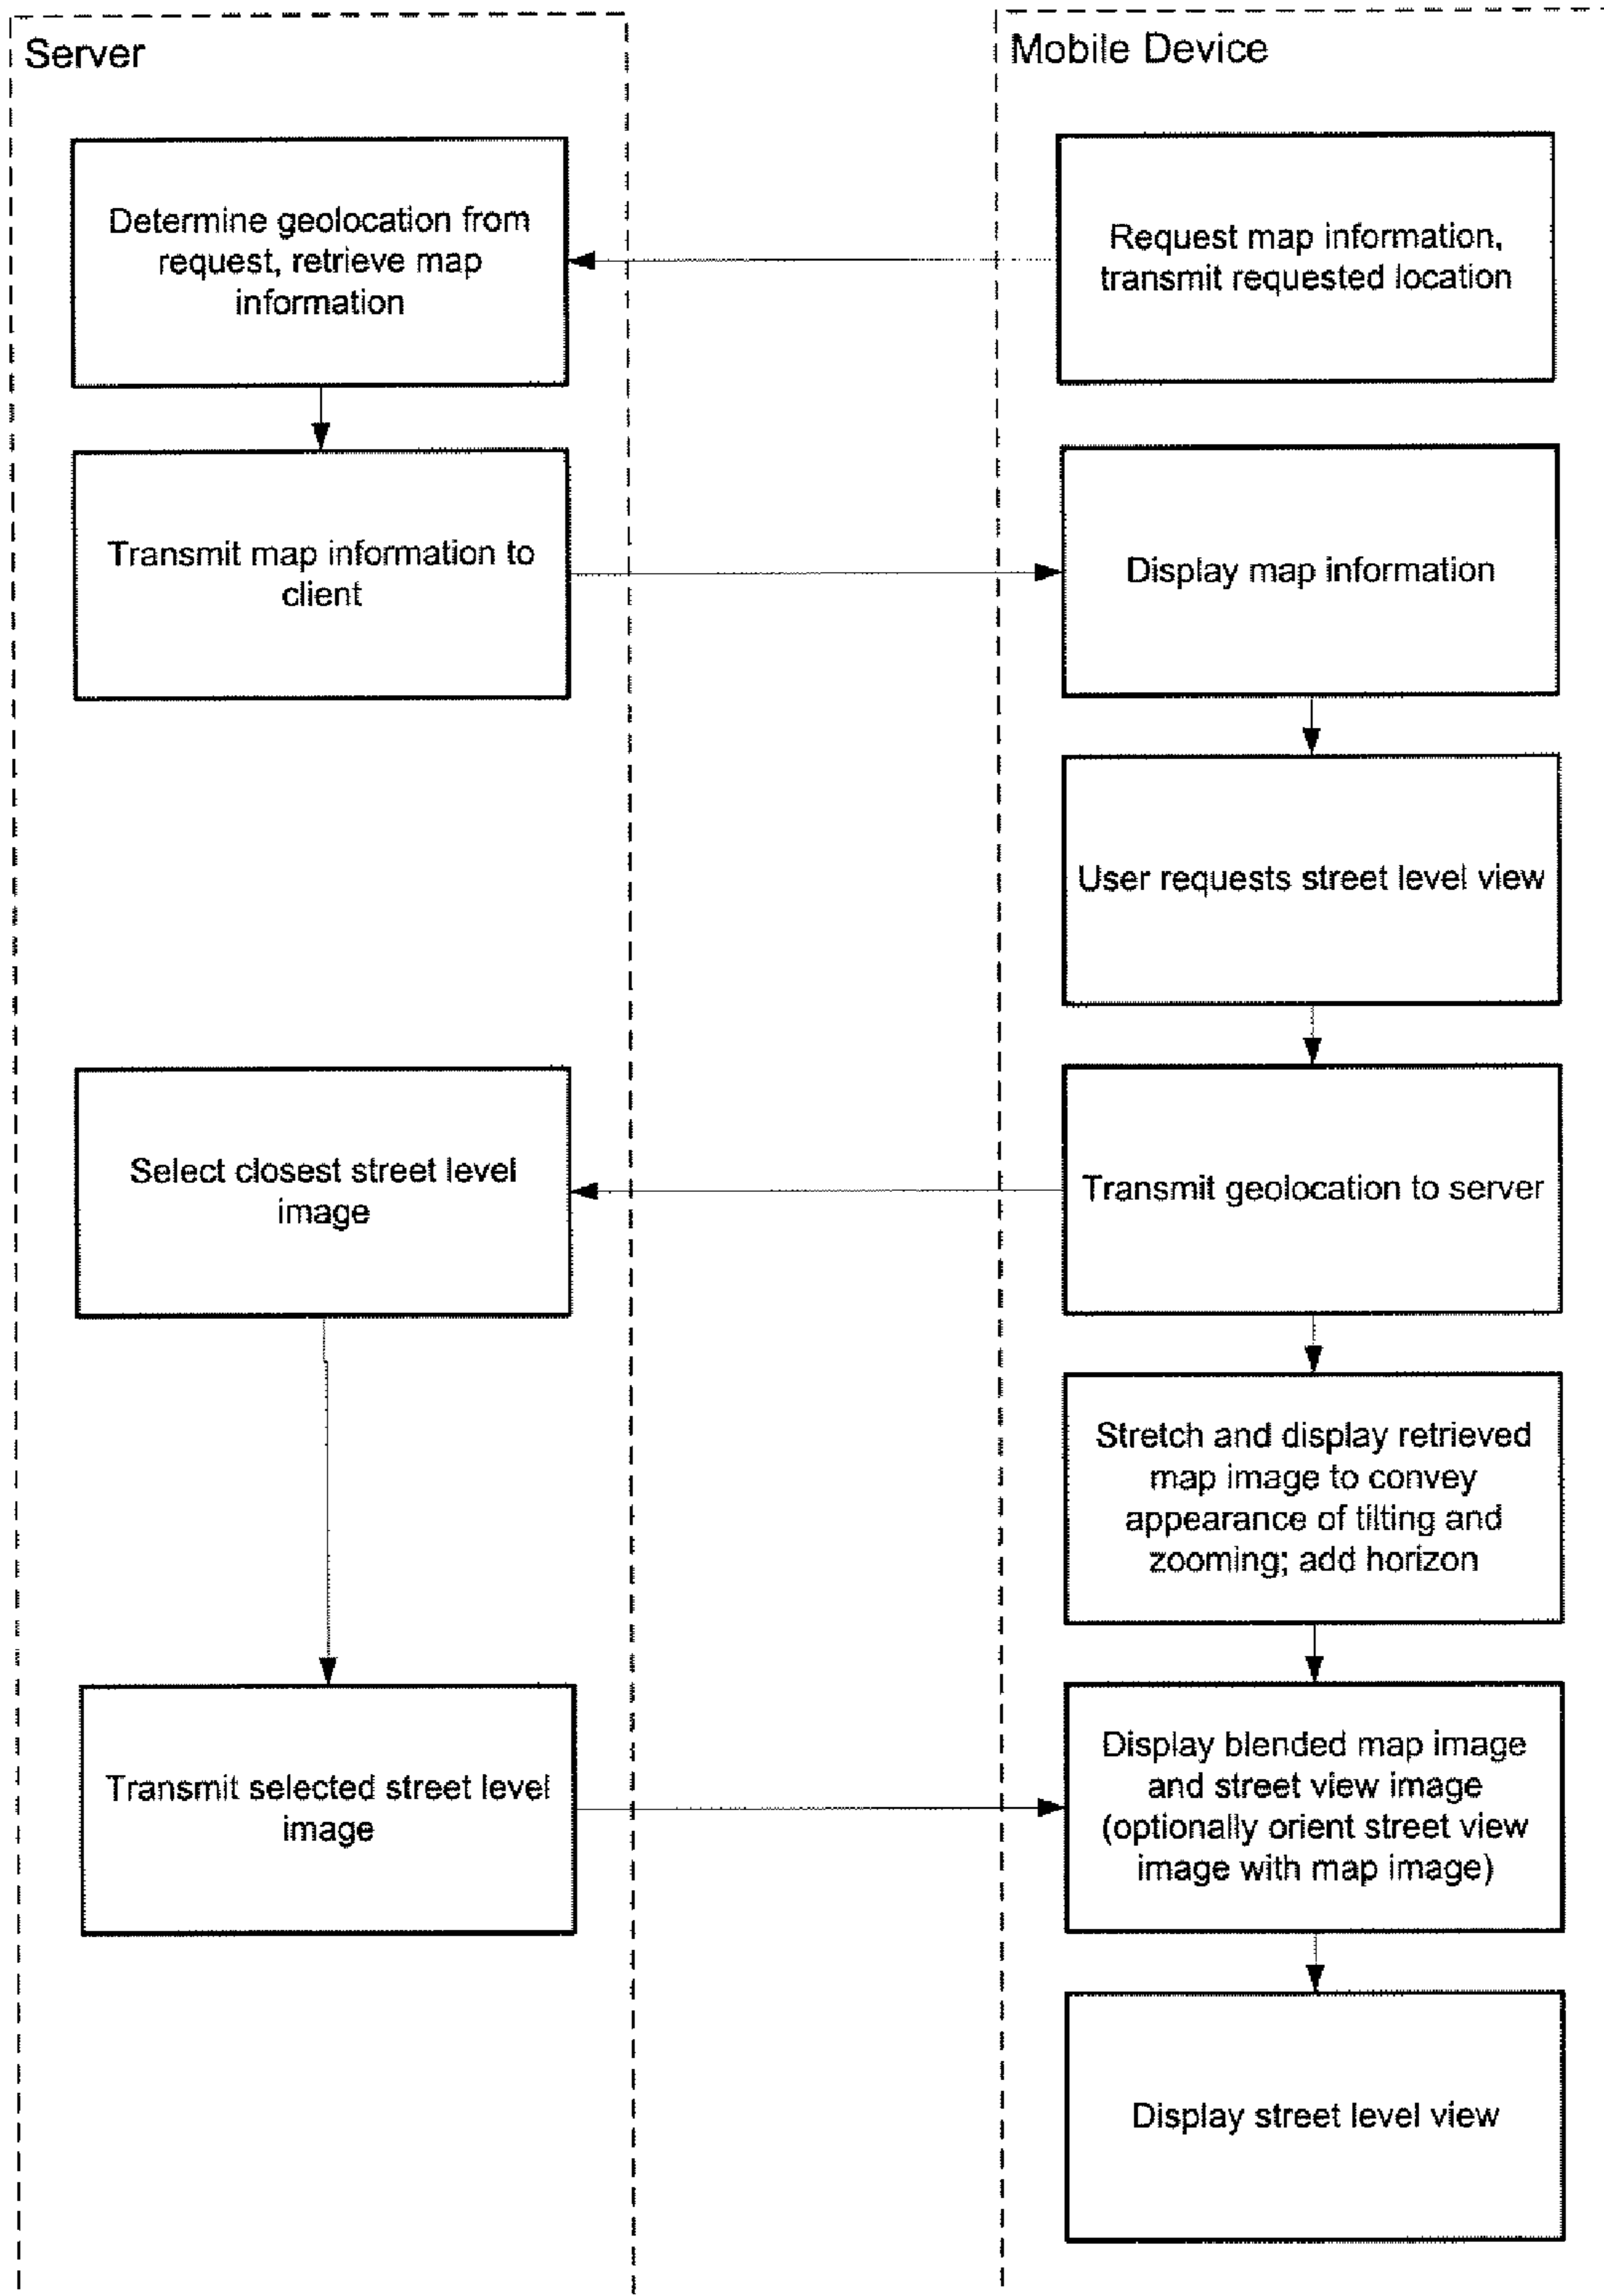 Server
Mobile Device
Determine geolocation from
request, retrieve map
information
Request map information,
transmit requested location
Transmit map information to
client
Display map information
User requests street level view
Select closest street level
image
Transmit geolocation to server
Stretch and display retrieved
map image to convey
appearance of tilting and
zooming; add horizon
Transmit selected street level
image
Display blended map image
and street view image
(optionally orient street view
image with map image)
Display street level view